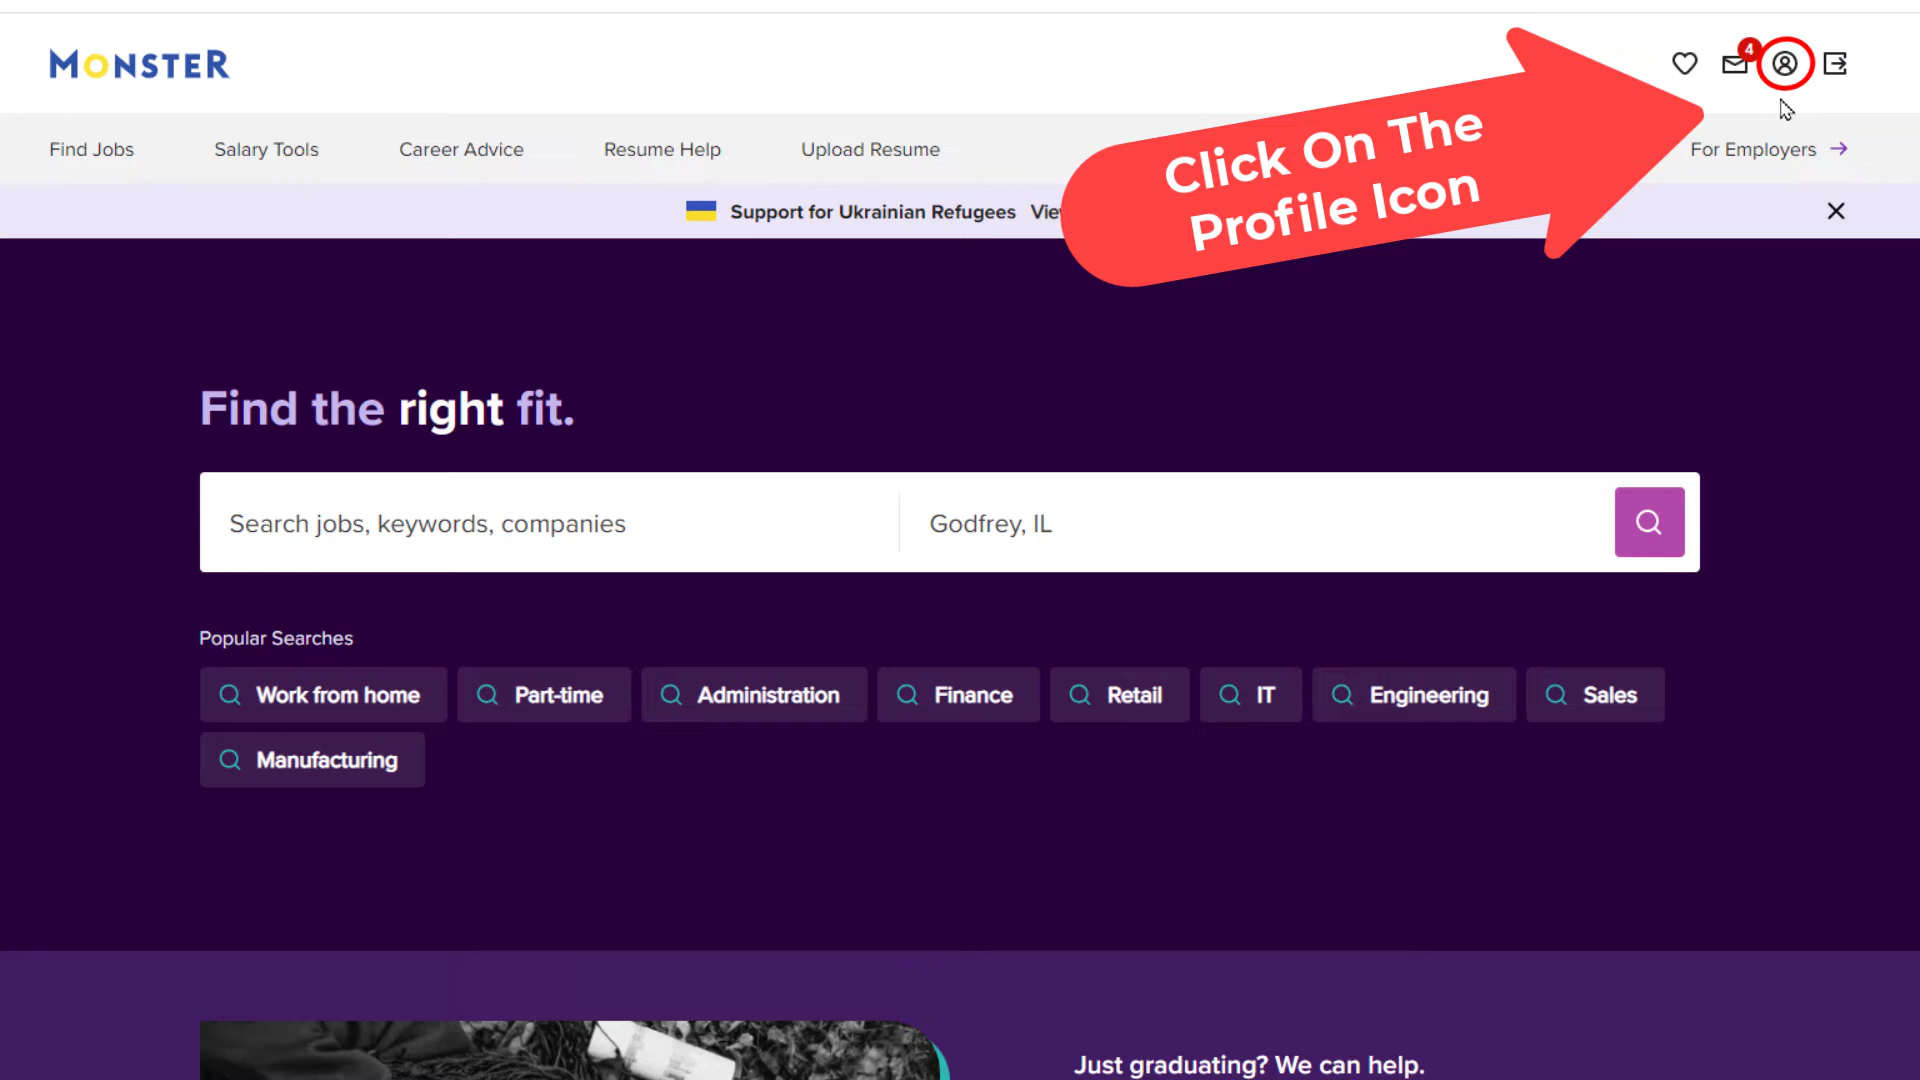 MONSTER
4
Find Jobs
Salary Tools
Career Advice
Resume Help
Upload Resume
For Employers
Click On The
Profile Icon
Support for Ukrainian Refugees
Find the right fit.
Search jobs, keywords, companies
Godfrey, IL
Popular Searches
Work from home
Part-time
Administration
Finance
Retail
IT
Engineering
Sales
Manufacturing
Just graduating? We can help.